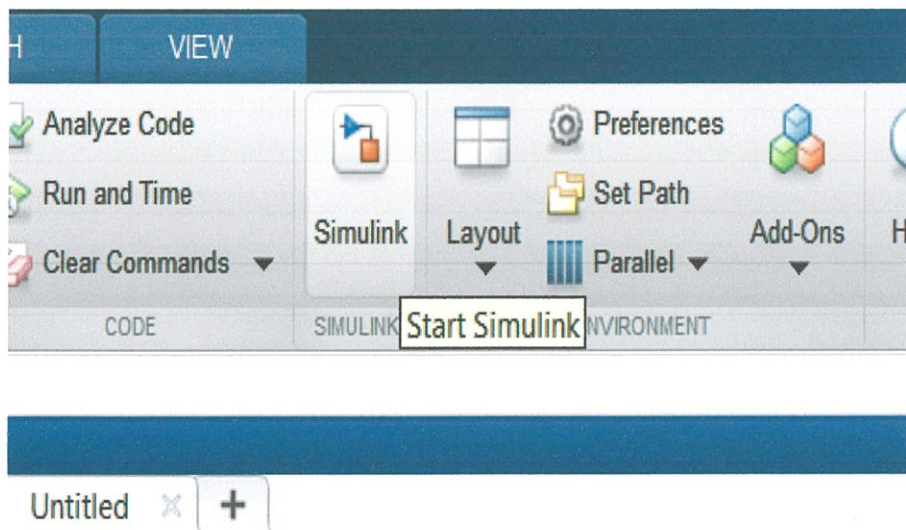 H VIEW
Analyze Code
Run and Time
Clear Commands
CODE
Simulink
SIMULINK
Layout
Preferences
Set Path
Parallel
Add-Ons
H
Start Simulink
NVIRONMENT
Untitled